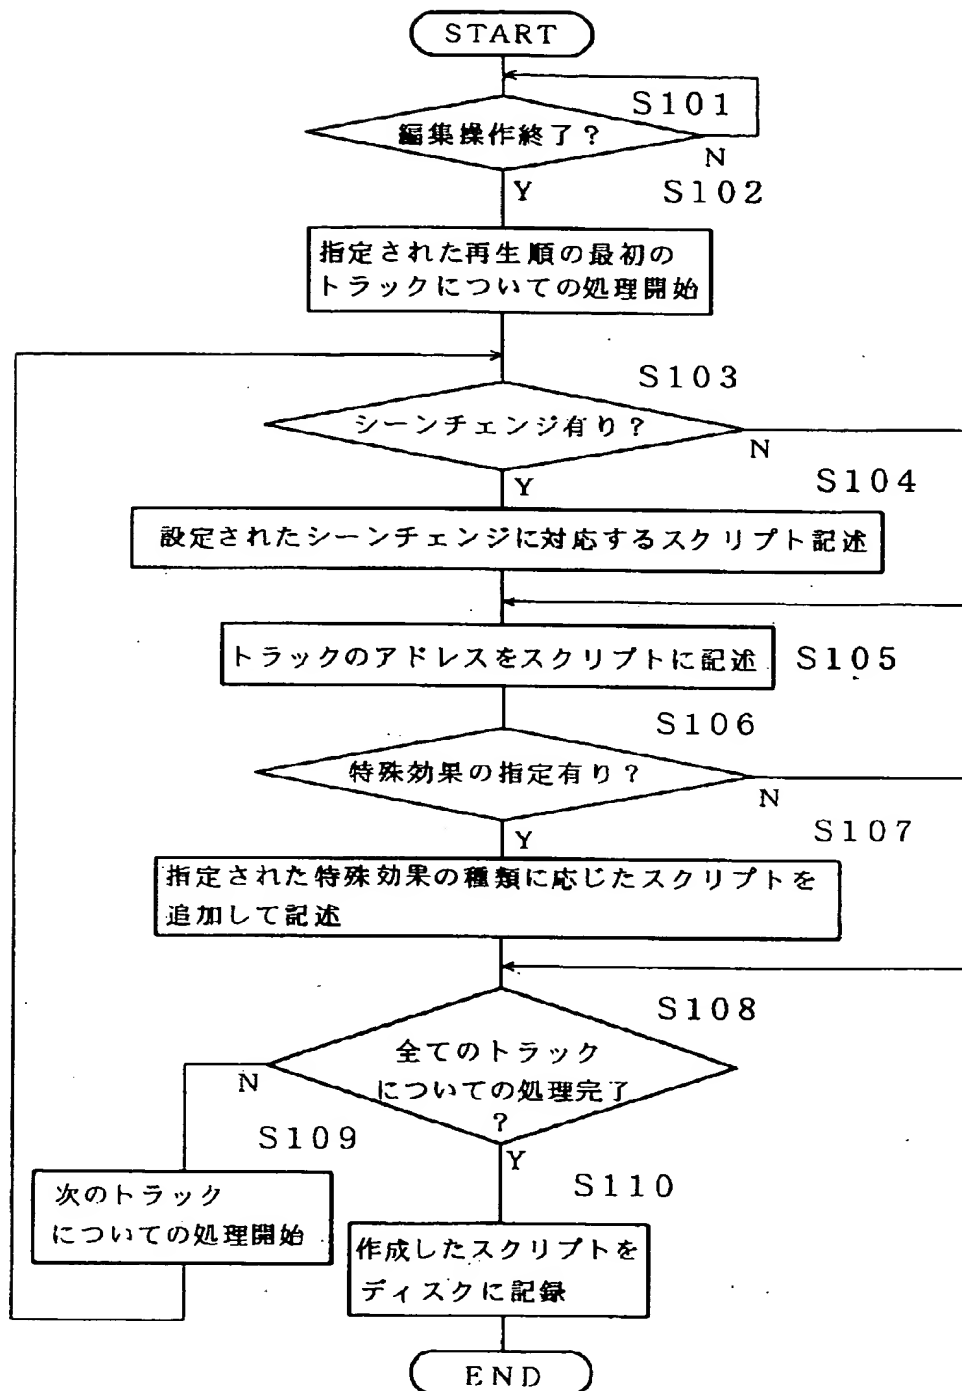 START
S101
編集操作終了？
N
Y
S102
指定された再生順の最初の
トラックについての処理開始
S103
シーンチェンジ有り？
N
Y
S104
設定されたシーンチェンジに対応するスクリプト記述
トラックのアドレスをスクリプトに記述
S105
S106
特殊効果の指定有り？
N
Y
S107
指定された特殊効果の種類に応じたスクリプトを
追加して記述
S108
全てのトラック
についての処理完了
？
N
Y
S109
次のトラック
についての処理開始
S110
作成したスクリプトを
ディスクに記録
END